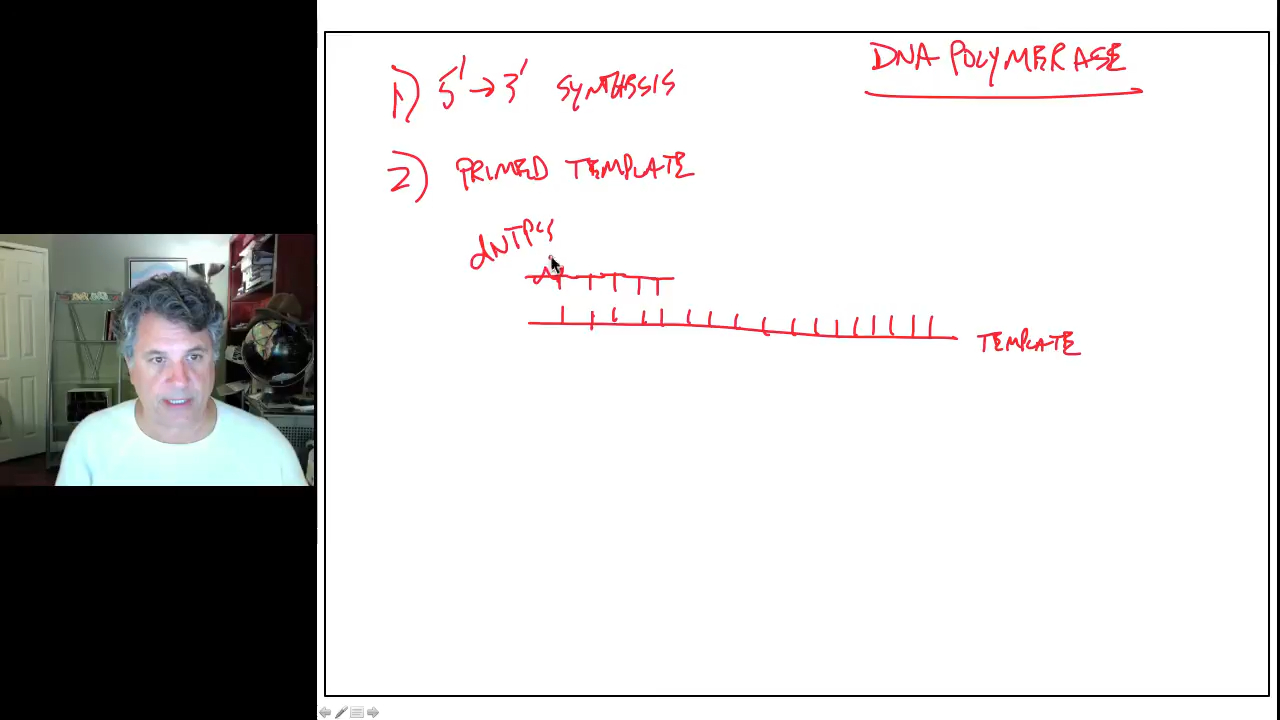 DNA POLYMERASE
1) 5' → 3' SYNTHESIS
2) PRIMED TEMPLATE
dNTP's
TEMPLATE